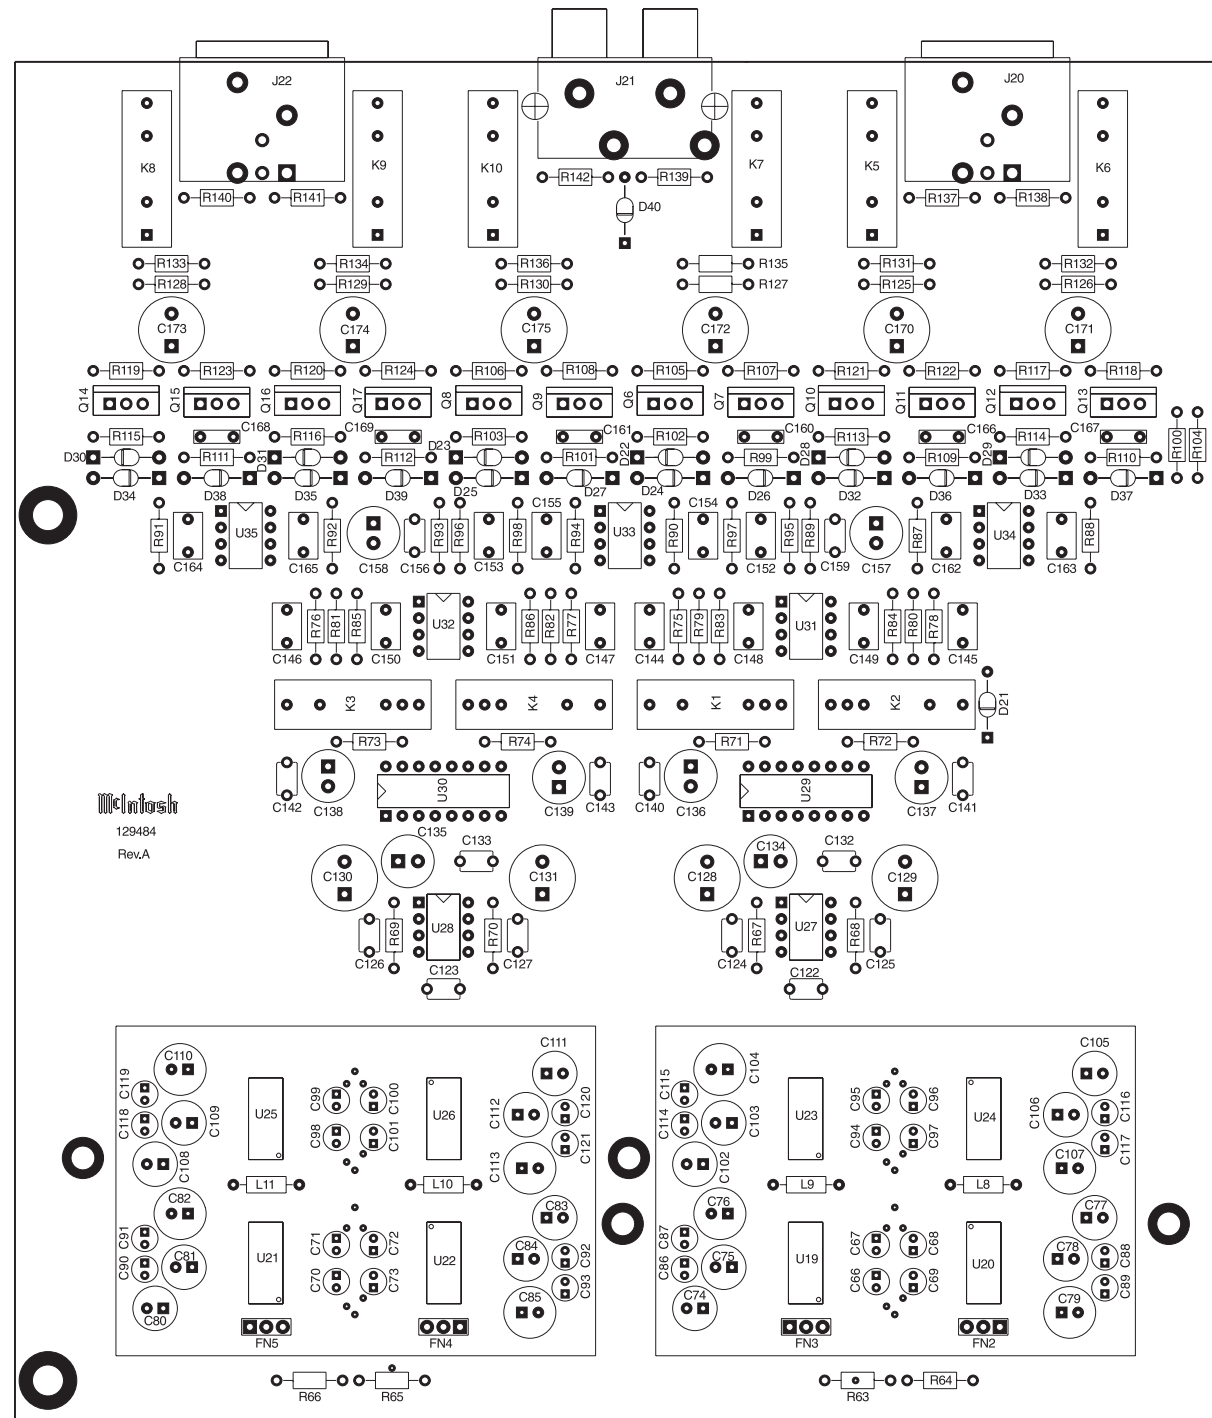 J22 J21 J20
K8 K9 K10 K7 K5 K6
R142 R139
R140 R141 D40 R137 R138
R133 R134 R136 R135 R131 R132
R128 R129 R130 R127 R125 R126
C173 C174 C175 C172 C170 C171
R119 R123 R120 R124 R106 R108 R105 R107 R121 R122 R117 R118
Q14 Q15 Q16 Q17 Q8 Q9 Q6 Q7 Q10 Q11 Q12 Q13
C168 C169 C161 C160 C166 C167
R115 R116 D23 R103 D22 R102 D28 R113 D29 R114 R100 R104
D30 R111 D31 R112 R101 R99 R109 R110
D34 D38 D35 D39 D25 D27 D24 D26 D32 D36 D33 D37
C155 C154
R91 U35 R92 R93 R96 R98 R94 U33 R90 R97 R95 R89 R87 U34 R88
C164 C165 C158 C156 C153 C152 C159 C157 C162 C163
R76 R81 R85 U32 R86 R82 R77 R75 R79 R83 U31 R84 R80 R78
C146 C150 C151 C147 C144 C148 C149 C145
K3 K4 K1 K2 D21
R73 R74 R71 R72
U30 U29
C142 C138 C139 C143 C140 C136 C137 C141
McIntosh
129484
Rev.A
C135 C133 C134 C132
C130 C131 C128 C129
R69 U28 R70 R67 U27 R68
C126 C127 C124 C125
C123 C122
C110 C111 C104 C105
C119 C99 C100 C120 C115 C95 C96 C116
C118 C109 U25 U26 C112 C114 C103 U23 U24 C106
C98 C101 C121 C94 C97 C117
C108 C113 C102 C107
L11 L10 L9 L8
C82 C83 C76 C77
C91 C71 C72 C92 C87 C67 C68 C88
C90 C81 U21 U22 C84 C86 C75 U19 U20 C78
C70 C73 C93 C66 C69 C89
C80 C85 C74 C79
FN5 FN4 FN3 FN2
R66 R65 R63 R64